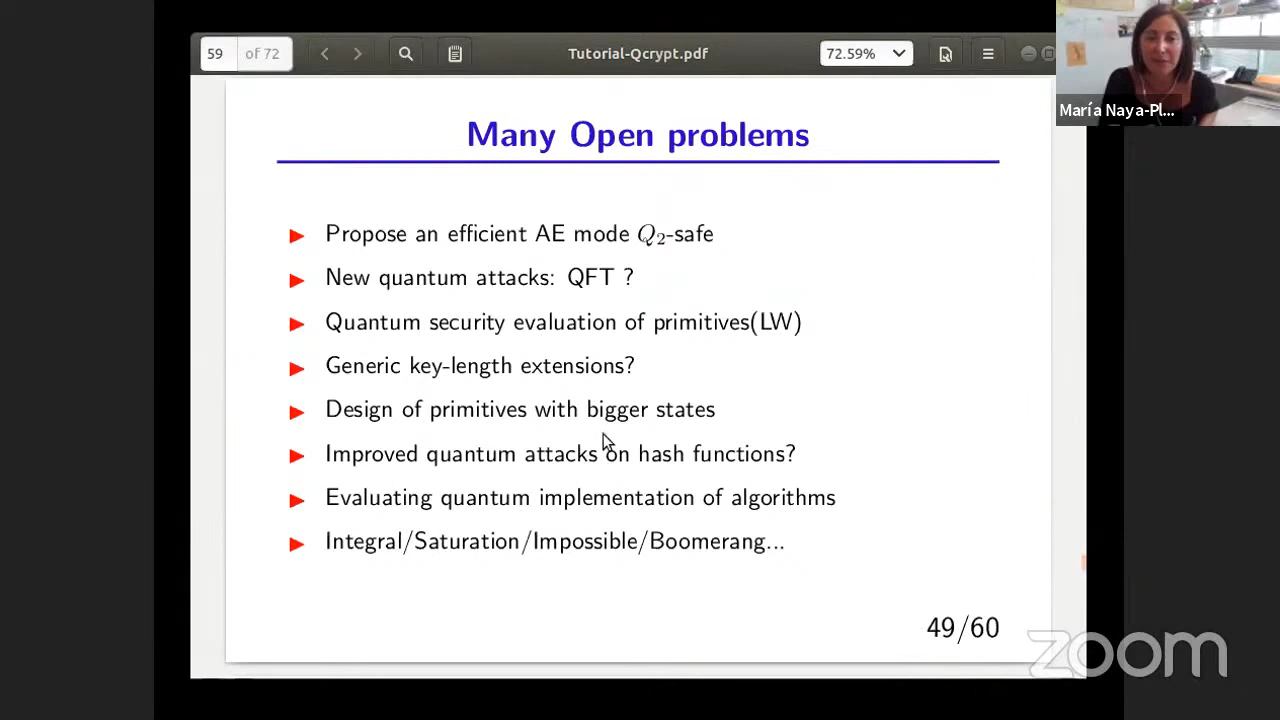 59
of 72
Tutorial-Qcrypt.pdf
72.59%
María Naya-Pl...
Many Open problems
Propose an efficient AE mode Q₂-safe
New quantum attacks: QFT ?
Quantum security evaluation of primitives(LW)
Generic key-length extensions?
Design of primitives with bigger states
Improved quantum attacks on hash functions?
Evaluating quantum implementation of algorithms
Integral/Saturation/Impossible/Boomerang...
49/60
zoom